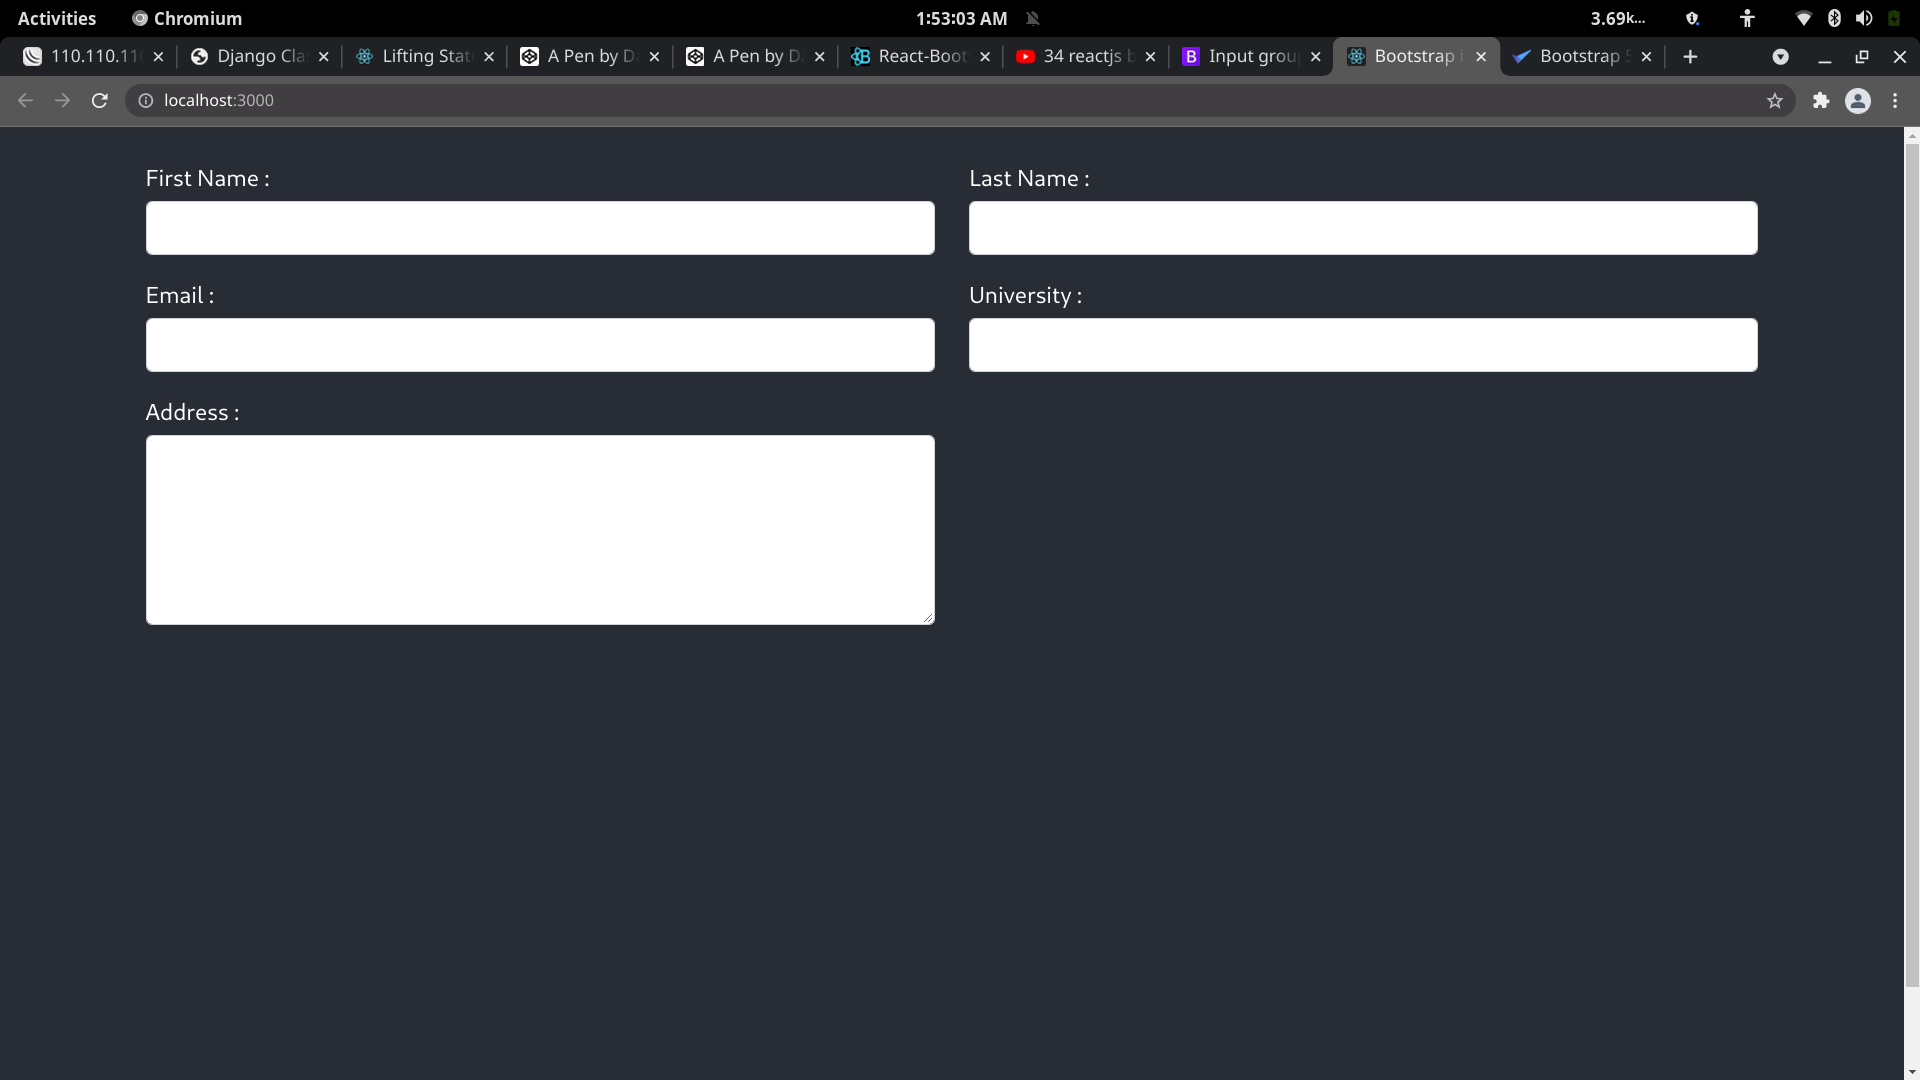 Activities Chromium 1:53:03 AM 3.69k...
110.110.11 Django Cla Lifting Stat A Pen by D A Pen by D React-Boot 34 reactjs b Input grou Bootstrap i Bootstrap 5
localhost:3000
First Name : Last Name :
Email : University :
Address :